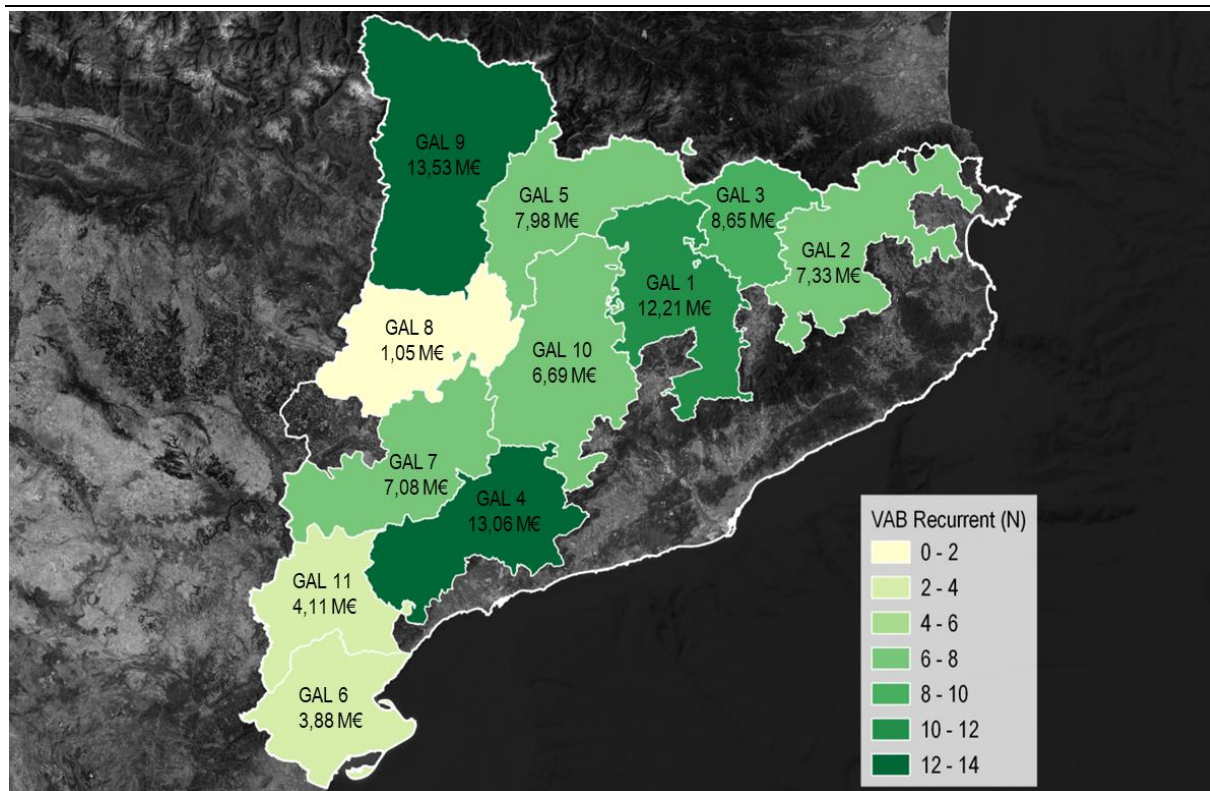 GAL 9
13,53 M€
GAL 5
7,98 M€
GAL 3
8,65 M€
GAL 2
7,33 M€
GAL 1
12,21 M€
GAL 8
1,05 M€
GAL 10
6,69 M€
GAL 7
7,08 M€
GAL 4
13,06 M€
GAL 11
4,11 M€
GAL 6
3,88 M€
VAB Recurrent (N)
0 - 2
2 - 4
4 - 6
6 - 8
8 - 10
10 - 12
12 - 14